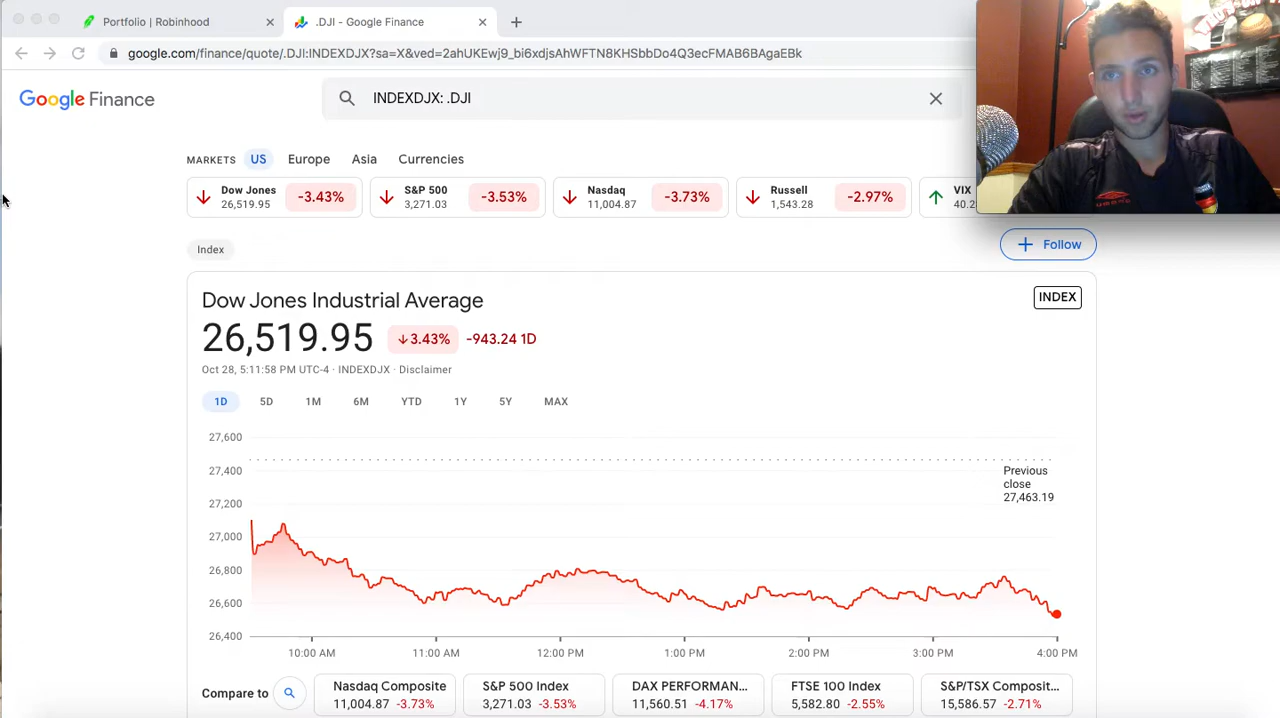 Portfolio | Robinhood
.DJI - Google Finance
google.com/finance/quote/.DJI:INDEXDJX?sa=X&ved=2ahUKEwj9_bi6xdjsAhWFTN8KHSbbDo4Q3ecFMAB6BAgaEBk
Google Finance
INDEXDJX: .DJI
MARKETS US Europe Asia Currencies
Dow Jones
26,519.95
-3.43%
S&P 500
3,271.03
-3.53%
Nasdaq
11,004.87
-3.73%
Russell
1,543.28
-2.97%
VIX
40.2
Index
Follow
Dow Jones Industrial Average
INDEX
26,519.95 3.43% -943.24 1D
Oct 28, 5:11:58 PM UTC-4 · INDEXDJX · Disclaimer
1D 5D 1M 6M YTD 1Y 5Y MAX
27,600
27,400
27,200
27,000
26,800
26,600
26,400
Previous
close
27,463.19
10:00 AM 11:00 AM 12:00 PM 1:00 PM 2:00 PM 3:00 PM 4:00 PM
Compare to
Nasdaq Composite
11,004.87 -3.73%
S&P 500 Index
3,271.03 -3.53%
DAX PERFORMAN...
11,560.51 -4.17%
FTSE 100 Index
5,582.80 -2.55%
S&P/TSX Composit...
15,586.57 -2.71%